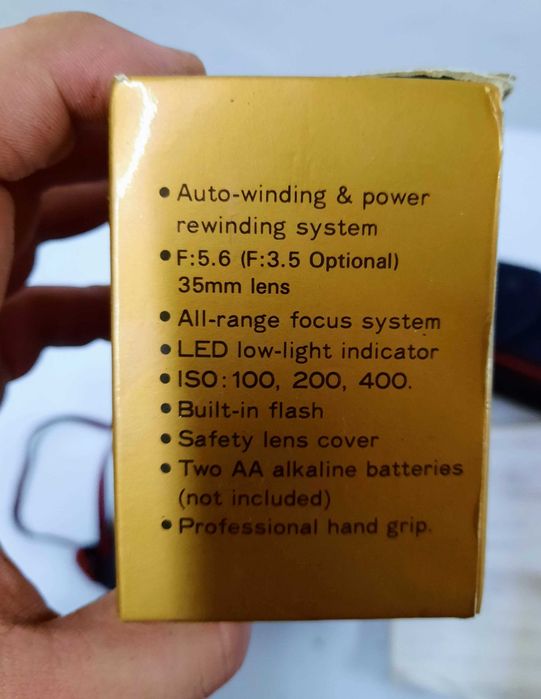 • Auto-winding & power
rewinding system
• F:5.6 (F:3.5 Optional)
35mm lens
• All-range focus system
• LED low-light indicator
• ISO: 100, 200, 400.
• Built-in flash
• Safety lens cover
• Two AA alkaline batteries
(not included)
• Professional hand grip.